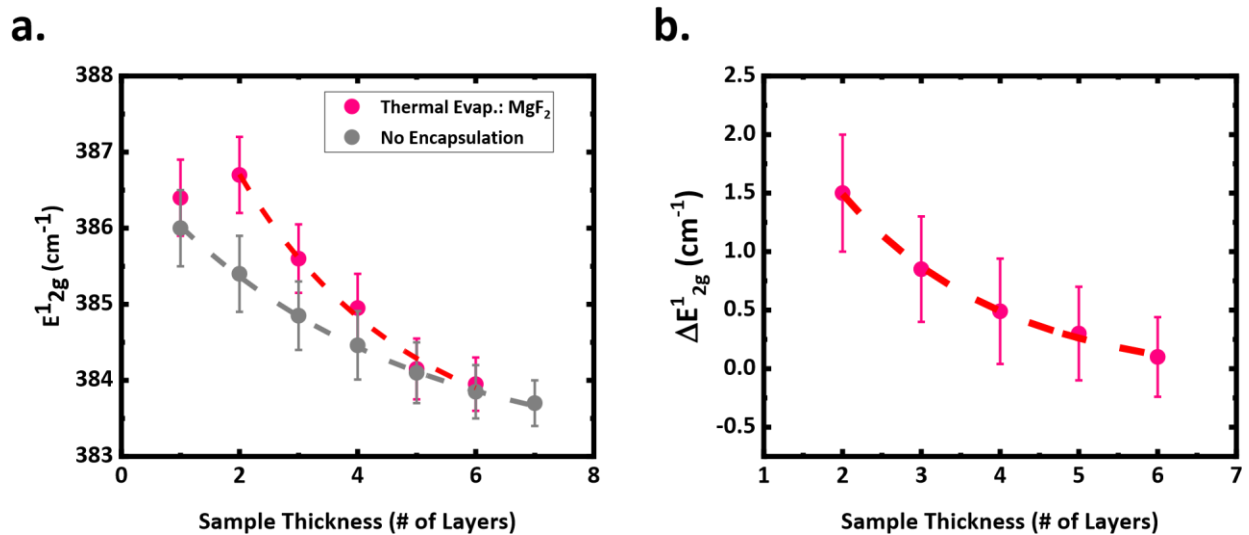 a.
388
387
386
385
384
383
E¹₂g (cm⁻¹)
Thermal Evap.: MgF₂
No Encapsulation
0 2 4 6 8
Sample Thickness (# of Layers)
b.
2.5
2.0
1.5
1.0
0.5
0.0
-0.5
ΔE¹₂g (cm⁻¹)
1 2 3 4 5 6 7
Sample Thickness (# of Layers)